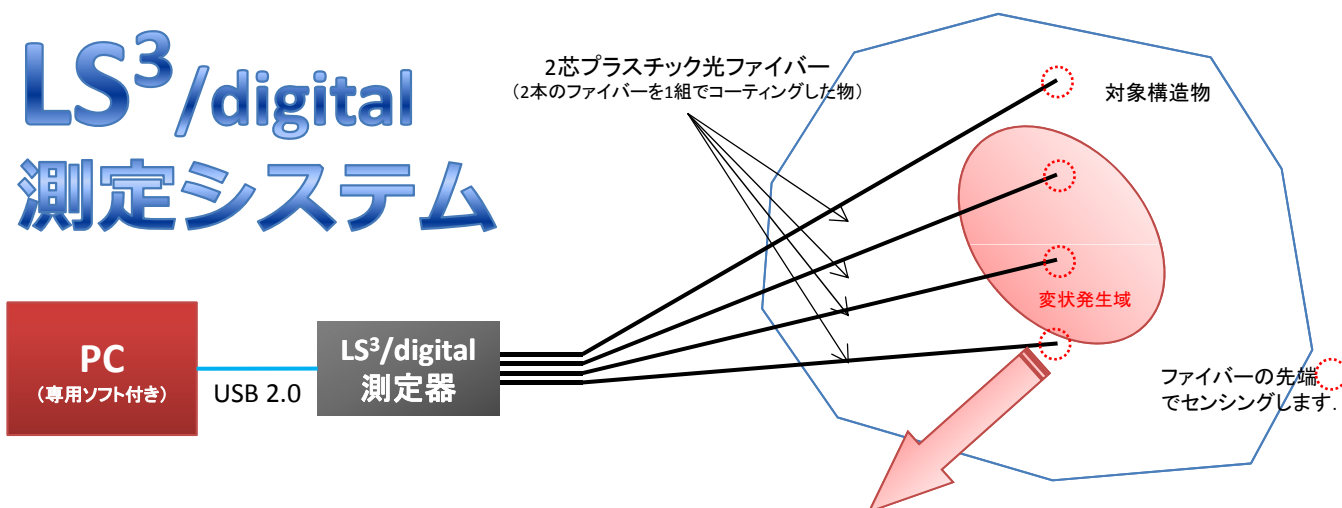 LS³/digital
測定システム
2芯プラスチック光ファイバー
（2本のファイバーを1組でコーティングした物）
対象構造物
変状発生域
PC
（専用ソフト付き）
USB 2.0
LS³/digital
測定器
ファイバーの先端
でセンシングします.